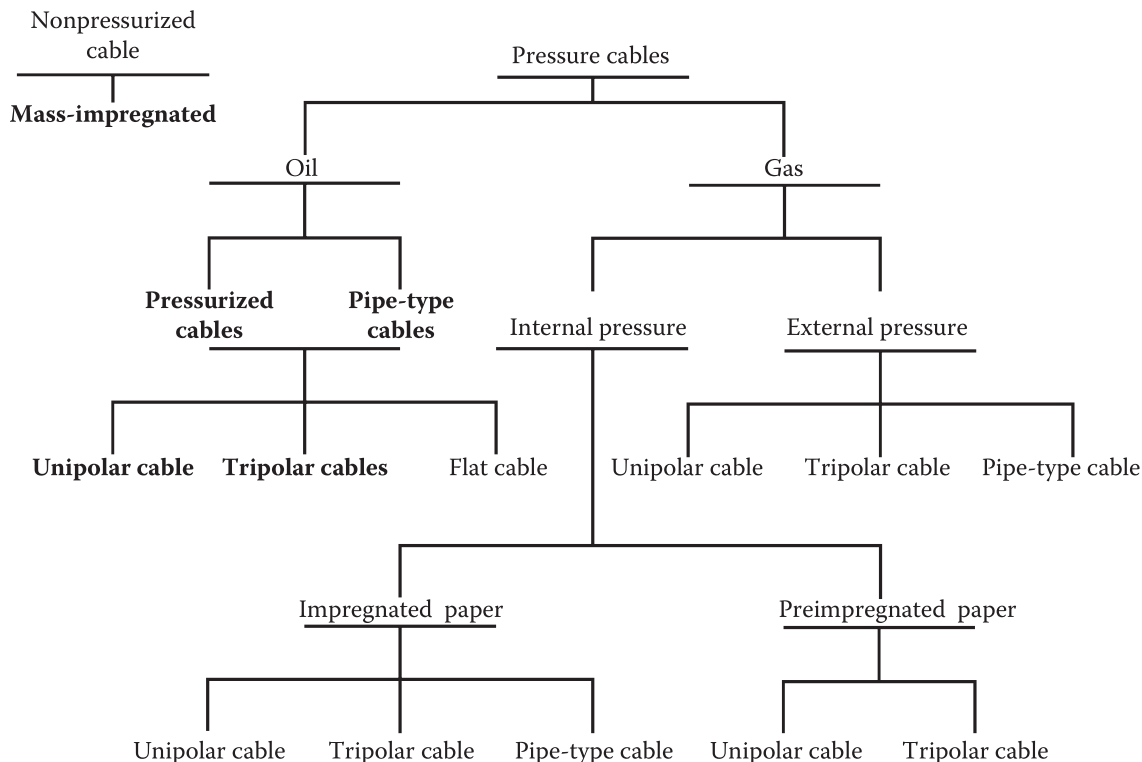 Nonpressurized
cable
Mass-impregnated
Pressure cables
Oil
Gas
Pressurized
cables
Pipe-type
cables
Internal pressure
External pressure
Unipolar cable
Tripolar cables
Flat cable
Unipolar cable
Tripolar cable
Pipe-type cable
Impregnated paper
Preimpregnated paper
Unipolar cable
Tripolar cable
Pipe-type cable
Unipolar cable
Tripolar cable